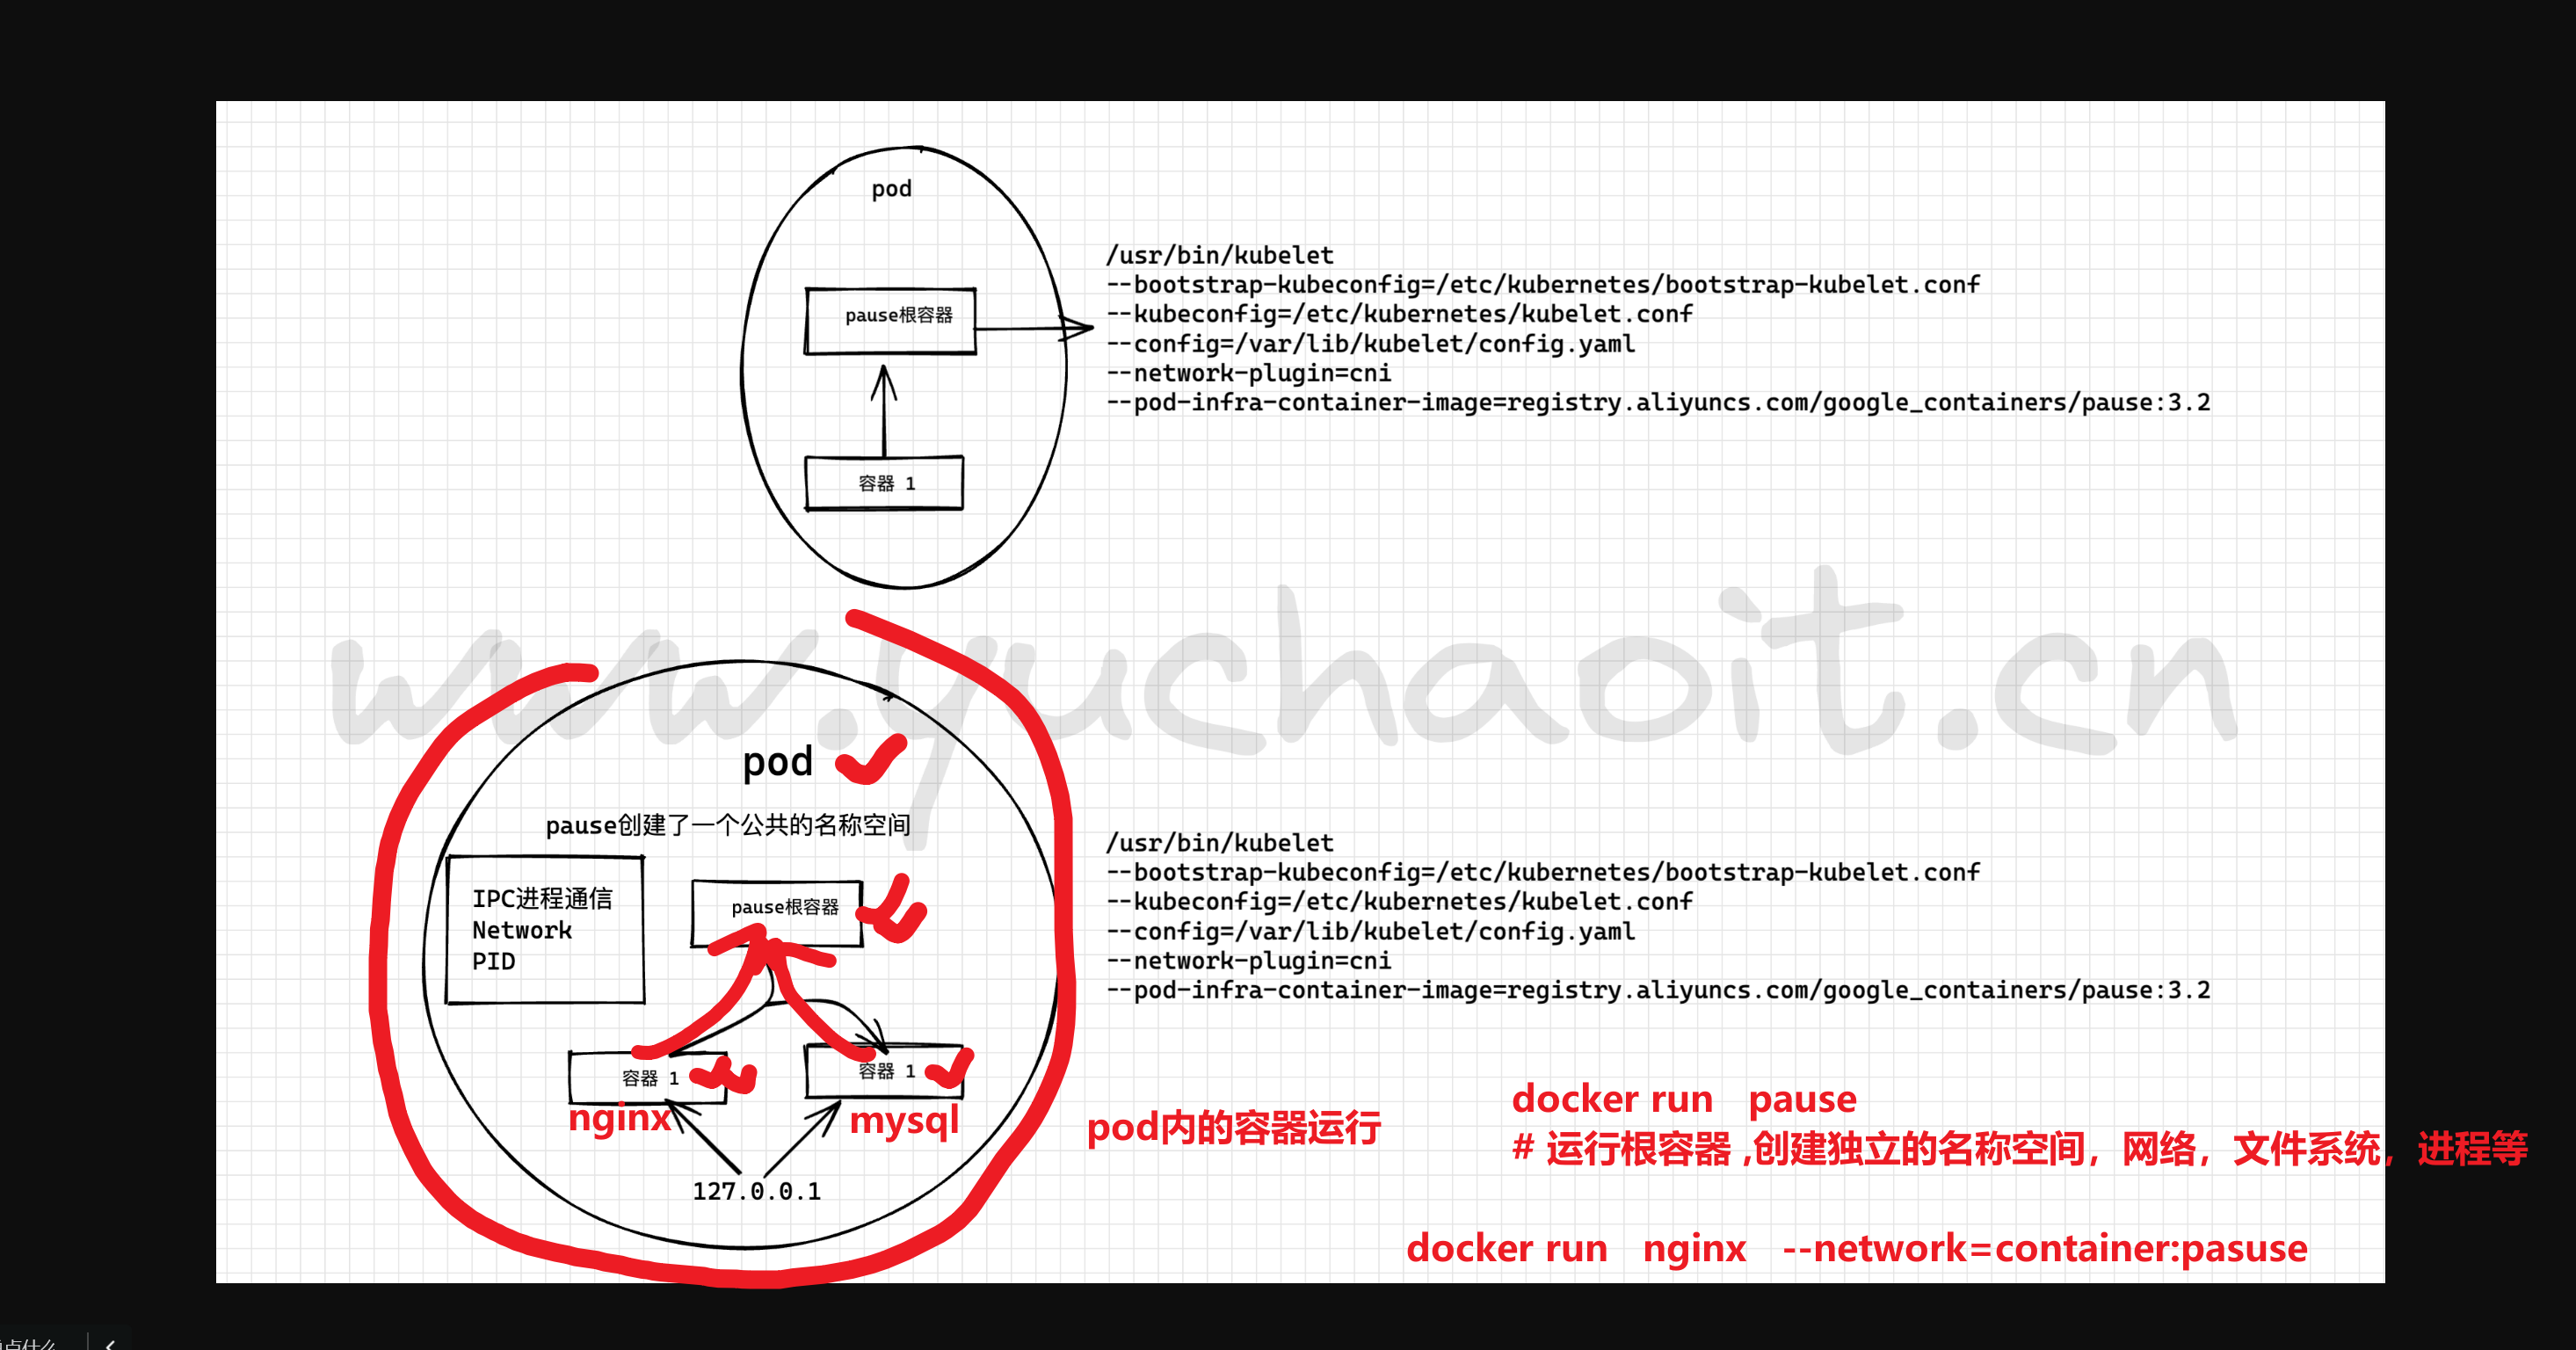 pod
pause根容器
容器 1
/usr/bin/kubelet
--bootstrap-kubeconfig=/etc/kubernetes/bootstrap-kubelet.conf
--kubeconfig=/etc/kubernetes/kubelet.conf
--config=/var/lib/kubelet/config.yaml
--network-plugin=cni
--pod-infra-container-image=registry.aliyuncs.com/google_containers/pause:3.2
www.yuchaoit.cn
pod
pause创建了一个公共的名称空间
IPC进程通信
Network
PID
pause根容器
容器 1
容器 1
nginx
mysql
127.0.0.1
/usr/bin/kubelet
--bootstrap-kubeconfig=/etc/kubernetes/bootstrap-kubelet.conf
--kubeconfig=/etc/kubernetes/kubelet.conf
--config=/var/lib/kubelet/config.yaml
--network-plugin=cni
--pod-infra-container-image=registry.aliyuncs.com/google_containers/pause:3.2
pod内的容器运行
docker run pause
# 运行根容器 ,创建独立的名称空间，网络，文件系统，进程等
docker run nginx --network=container:pasuse
点什么